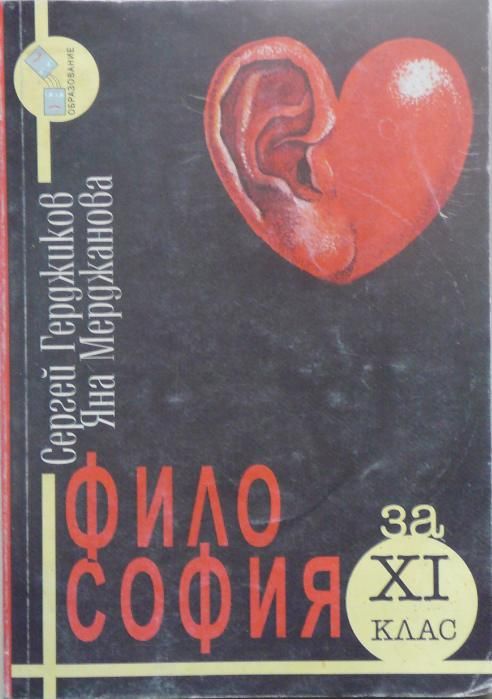 ОБРАЗОВАНИЕ
Сергей Герджиков
Яна Мерджанова
ФИЛО
СОФИЯ
за
XI
КЛАС